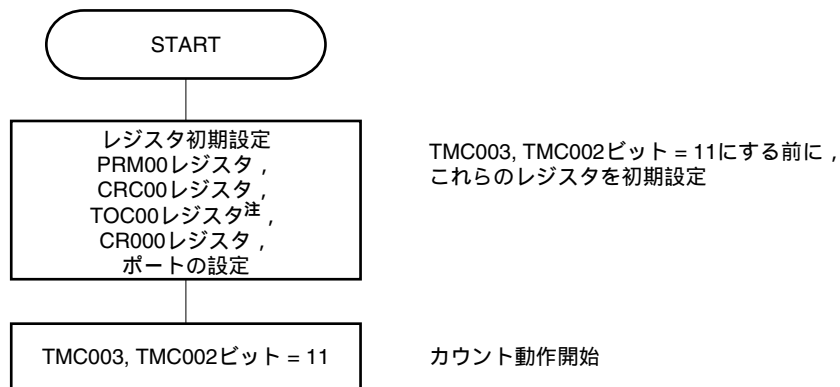 START
レジスタ初期設定
PRM00レジスタ，
CRC00レジスタ，
TOC00レジスタ注，
CR000レジスタ，
ポートの設定
TMC003, TMC002ビット = 11にする前に，
これらのレジスタを初期設定
TMC003, TMC002ビット = 11
カウント動作開始